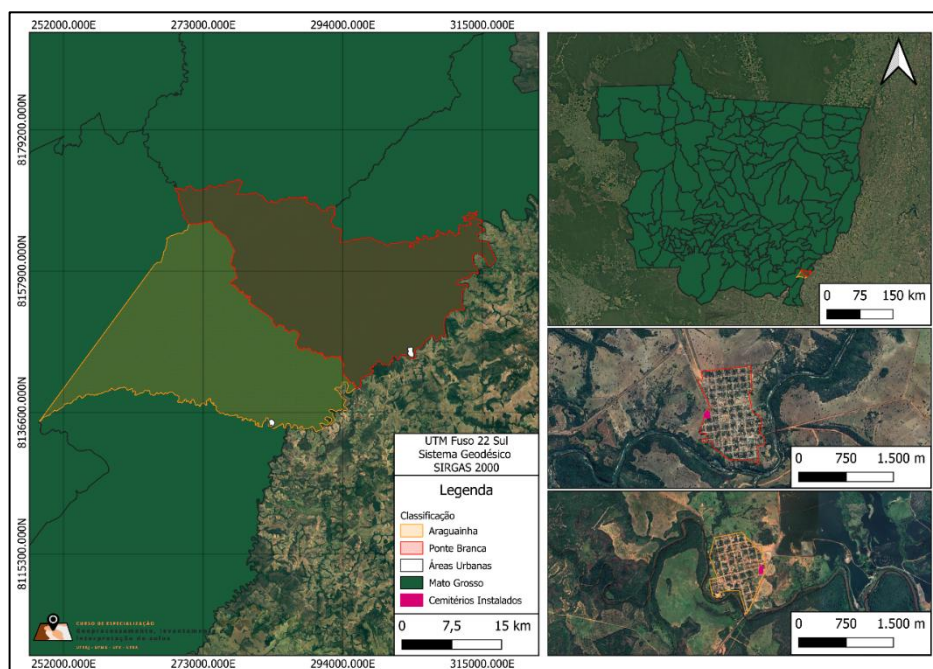 252000.000E 273000.000E 294000.000E 315000.000E
8179200.000N
8157900.000N
8136600.000N
8115300.000N
UTM Fuso 22 Sul
Sistema Geodésico
SIRGAS 2000
Legenda
Classificação
Araguainha
Ponte Branca
Áreas Urbanas
Mato Grosso
Cemitérios Instalados
0 7,5 15 km
CURSO DE ESPECIALIZAÇÃO
252000.000E 273000.000E 294000.000E 315000.000E
0 75 150 km
0 750 1.500 m
0 750 1.500 m